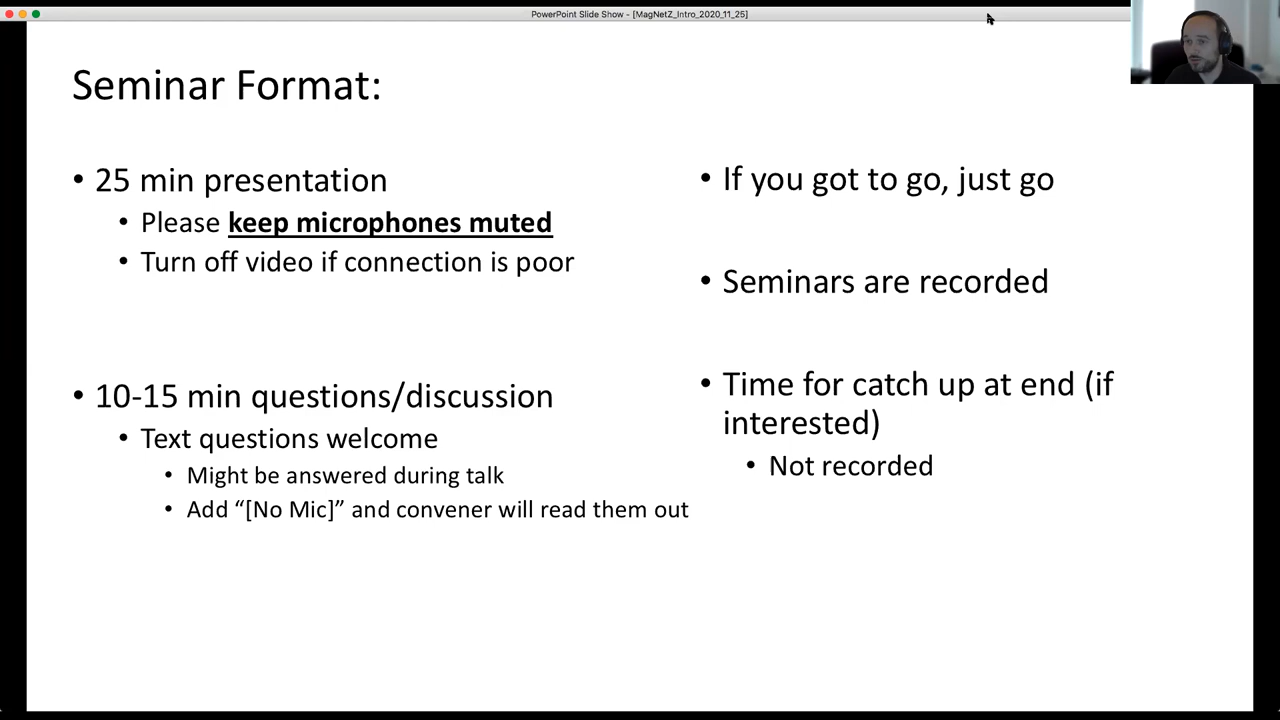 PowerPoint Slide Show - [MagNetZ_Intro_2020_11_25]
Seminar Format:
• 25 min presentation
• Please keep microphones muted
• Turn off video if connection is poor
• 10-15 min questions/discussion
• Text questions welcome
• Might be answered during talk
• Add “[No Mic]” and convener will read them out
• If you got to go, just go
• Seminars are recorded
• Time for catch up at end (if
interested)
• Not recorded